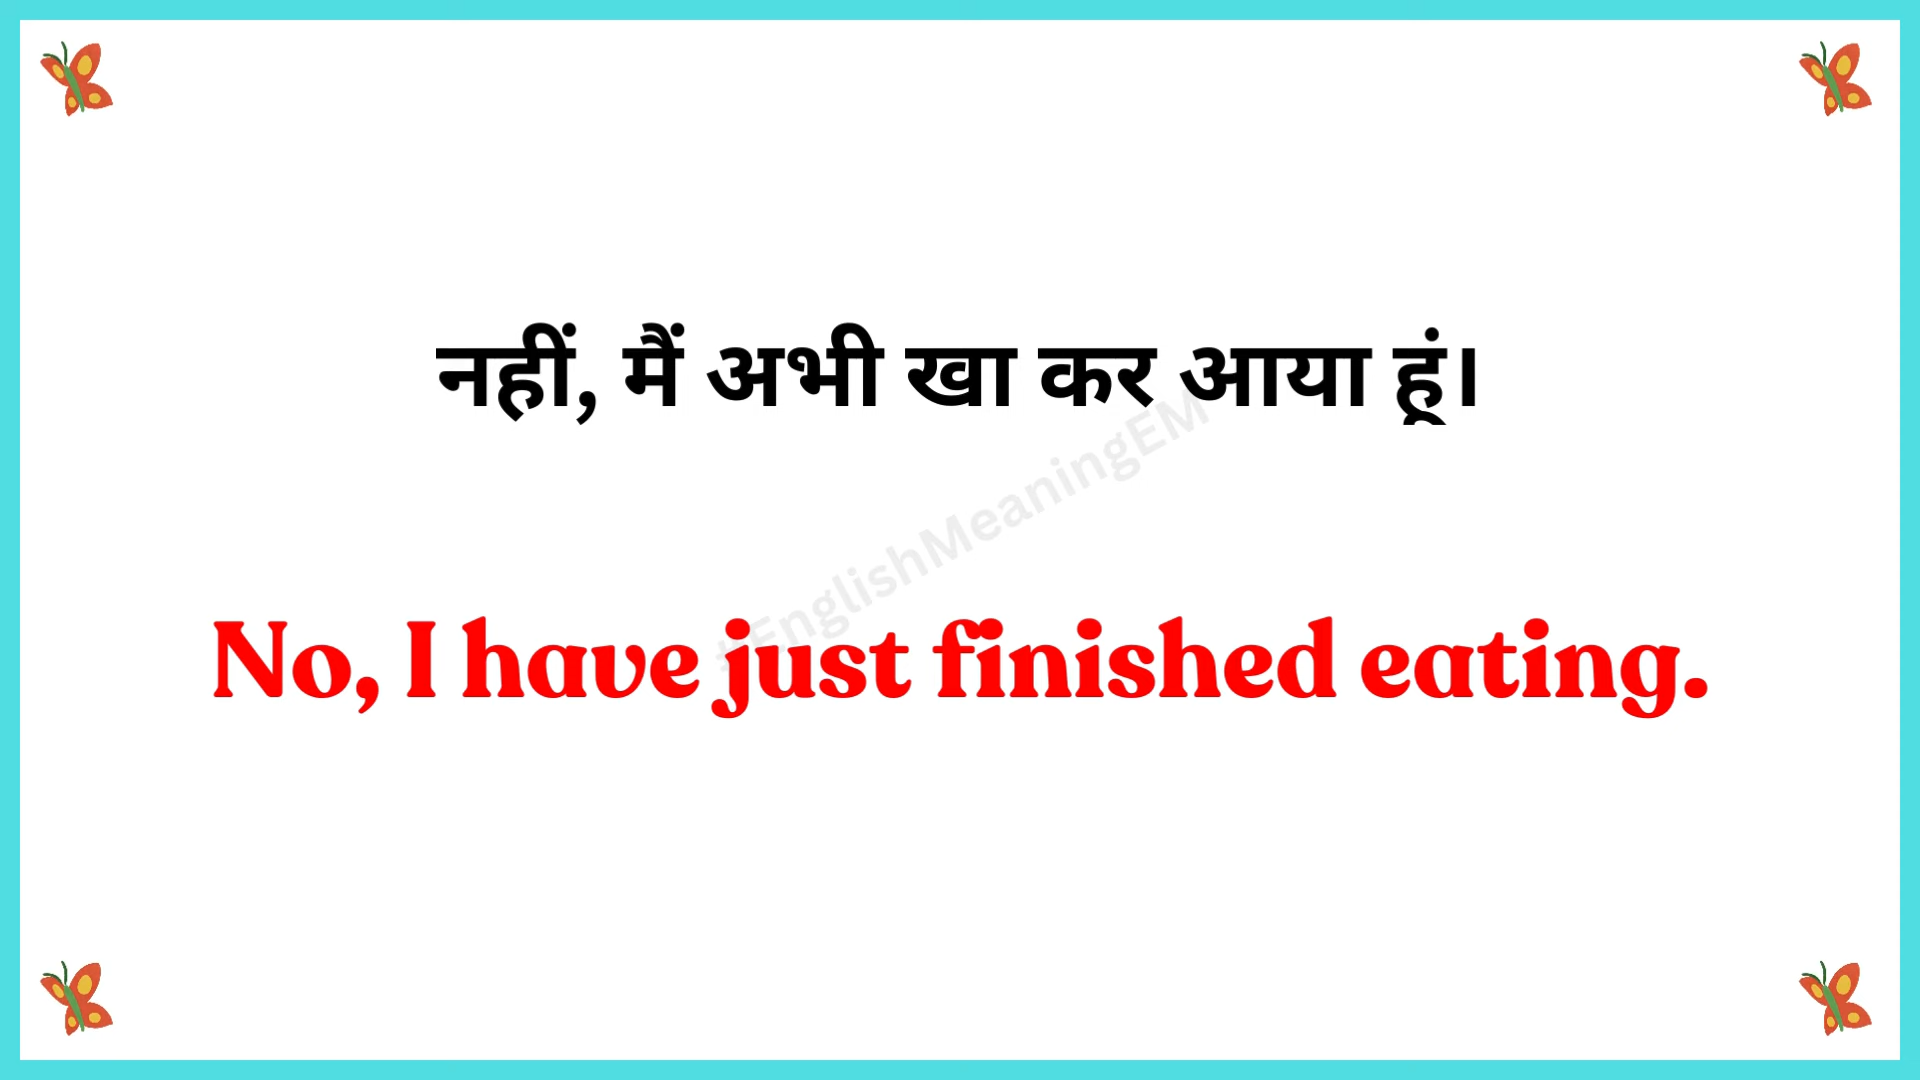 नहीं, मैं अभी खा कर आया हूं।
#EnglishMeaningEM
No, I have just finished eating.